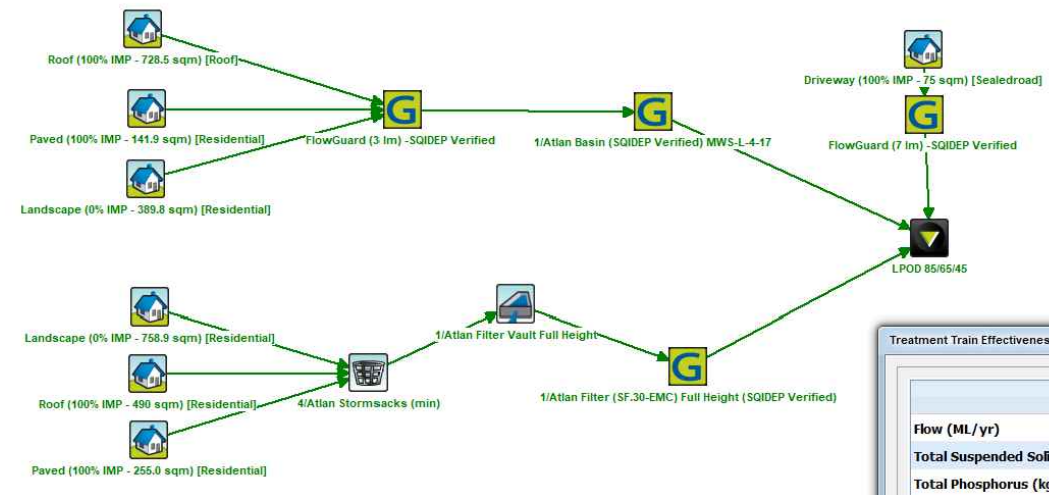 Roof (100% IMP - 728.5 sqm) [Roof]
Driveway (100% IMP - 75 sqm) [Sealedroad]
G
G
G
Paved (100% IMP - 141.9 sqm) [Residential]
FlowGuard (3 lm) -SQIDEP Verified
1/Atlan Basin (SQIDEP Verified) MWS-L-4-17
FlowGuard (7 lm) -SQIDEP Verified
Landscape (0% IMP - 389.8 sqm) [Residential]
LPOD 85/65/45
Landscape (0% IMP - 758.9 sqm) [Residential]
1/Atlan Filter Vault Full Height
Roof (100% IMP - 490 sqm) [Residential]
4/Atlan Stormsacks (min)
G
1/Atlan Filter (SF.30-EMC) Full Height (SQIDEP Verified)
Paved (100% IMP - 255.0 sqm) [Residential]
Treatment Train Effectivenes
Flow (ML/yr)
Total Suspended Soli
Total Phosphorus (kg